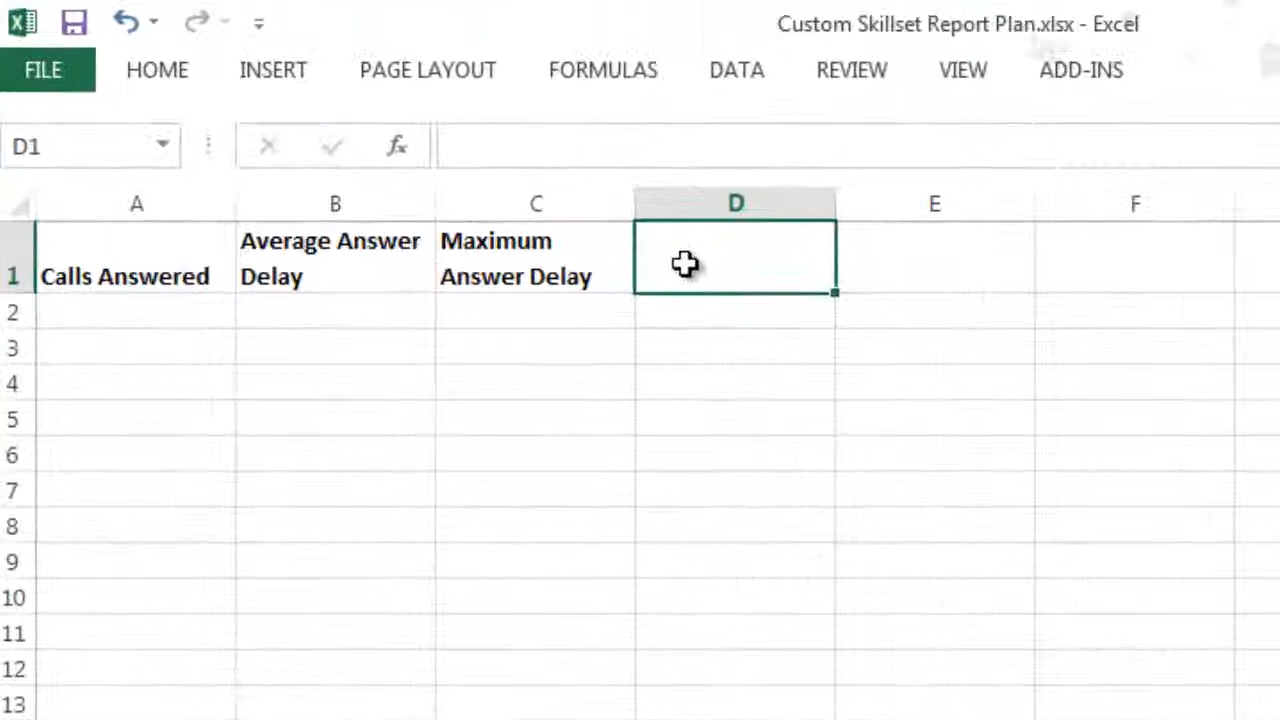 Custom Skillset Report Plan.xlsx - Excel
FILE HOME INSERT PAGE LAYOUT FORMULAS DATA REVIEW VIEW ADD-INS
D1 fx
A B C D E F
1 Calls Answered Average Answer Delay Maximum Answer Delay
2
3
4
5
6
7
8
9
10
11
12
13